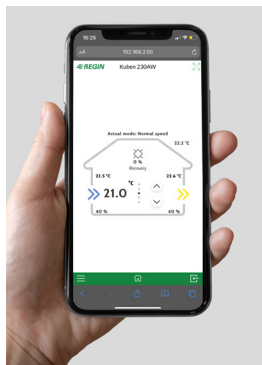 15:25
AA 192.168.2.50
REGIN Kuben 230AW
Actual mode: Normal speed
22.2 °C
0 %
Recovery
22.5 °C 22.6 °C
°C
21.0
40 % 40 %